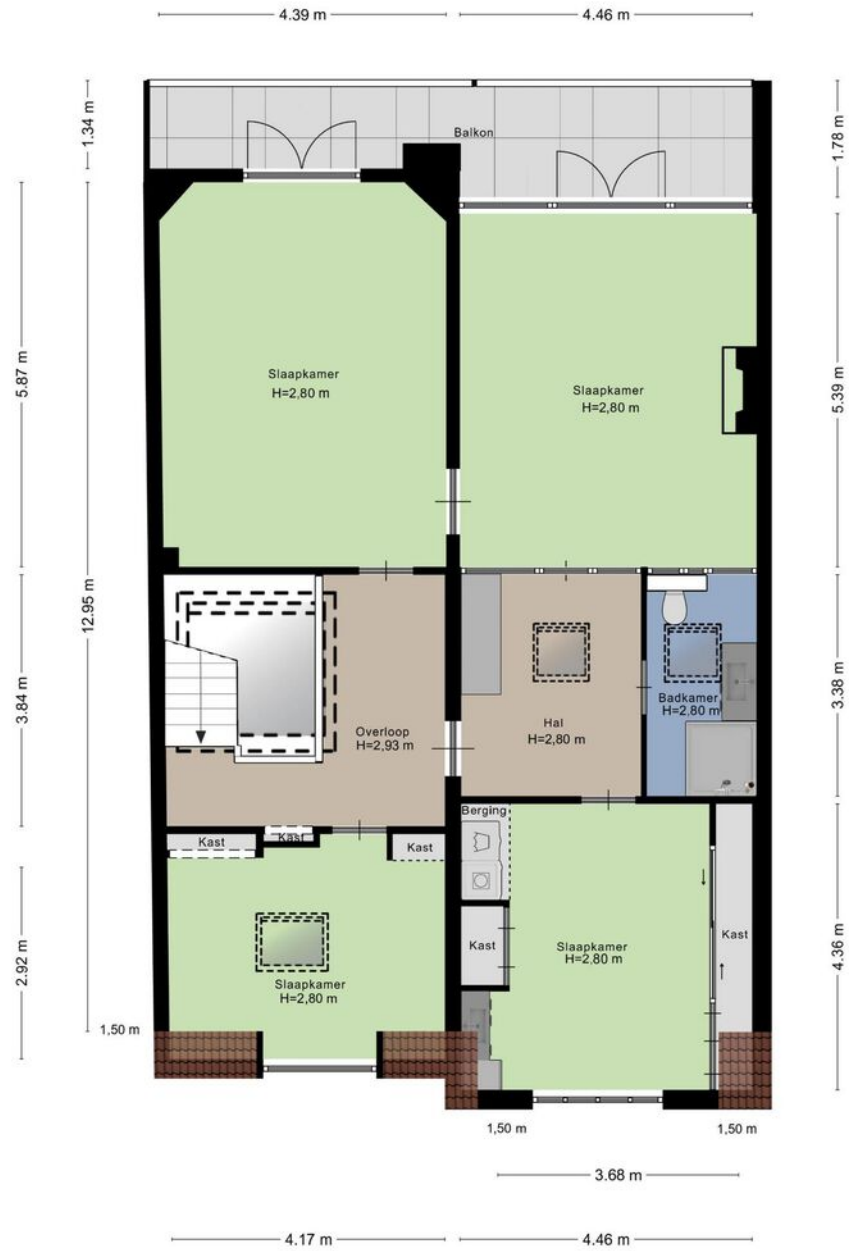 4.39 m
4.46 m
1.34 m
1.78 m
Balkon
5.87 m
5.39 m
Slaapkamer
H=2,80 m
Slaapkamer
H=2,80 m
12.95 m
3.84 m
3.38 m
Overloop
H=2,93 m
Hal
H=2,80 m
Badkamer
H=2,80 m
Kast
Kast
Kast
Berging
Kast
Kast
2.92 m
4.36 m
Slaapkamer
H=2,80 m
Slaapkamer
H=2,80 m
1,50 m
1,50 m
1,50 m
3.68 m
4.17 m
4.46 m